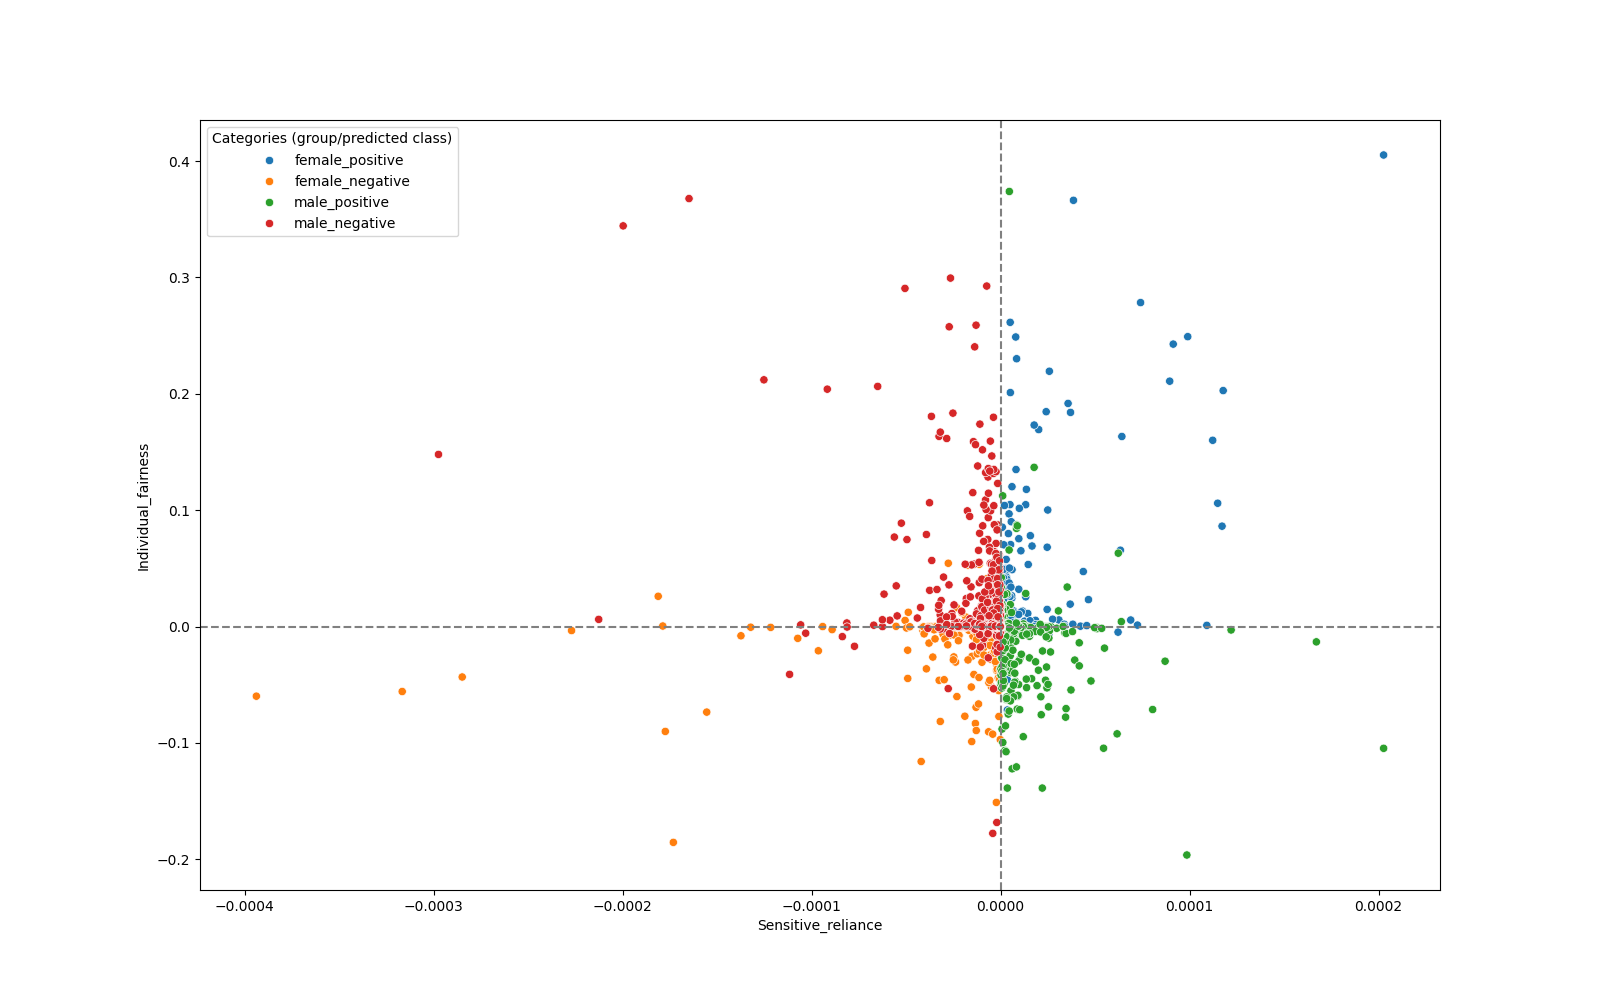 Categories (group/predicted class)
female_positive
female_negative
male_positive
male_negative
0.4
0.3
0.2
0.1
0.0
−0.1
−0.2
Individual_fairness
−0.0004
−0.0003
−0.0002
−0.0001
0.0000
0.0001
0.0002
Sensitive_reliance